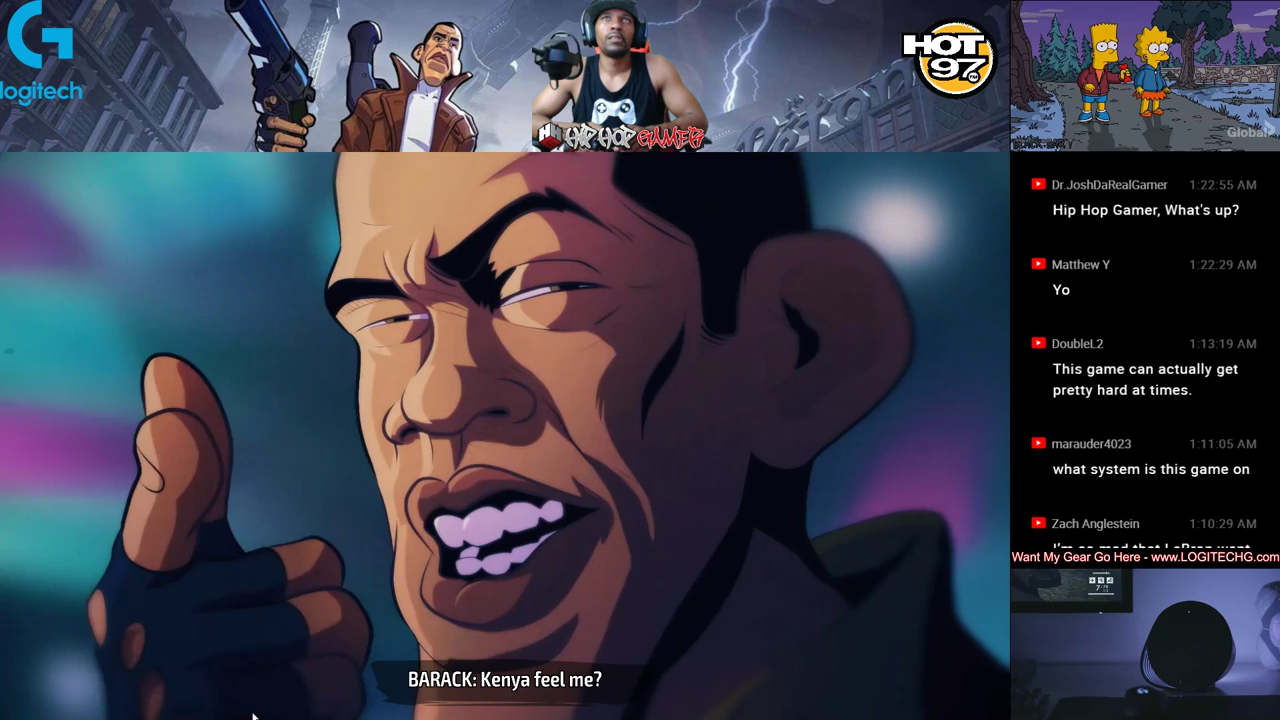 logitech
HIP HOP GAMER
HOT
97
FM
Global
Dr.JoshDaRealGamer 1:22:55 AM
Hip Hop Gamer, What's up?
Matthew Y 1:22:29 AM
Yo
DoubleL2 1:13:19 AM
This game can actually get
pretty hard at times.
marauder4023 1:11:05 AM
what system is this game on
Zach Anglestein 1:10:29 AM
Want My Gear Go Here - www.LOGITECHG.com
BARACK: Kenya feel me?